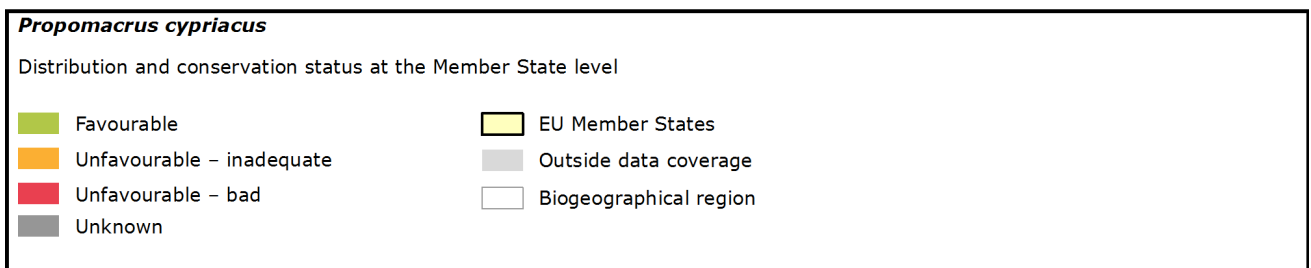 Propomacrus cypriacus
Distribution and conservation status at the Member State level
Favourable
Unfavourable – inadequate
Unfavourable – bad
Unknown
EU Member States
Outside data coverage
Biogeographical region